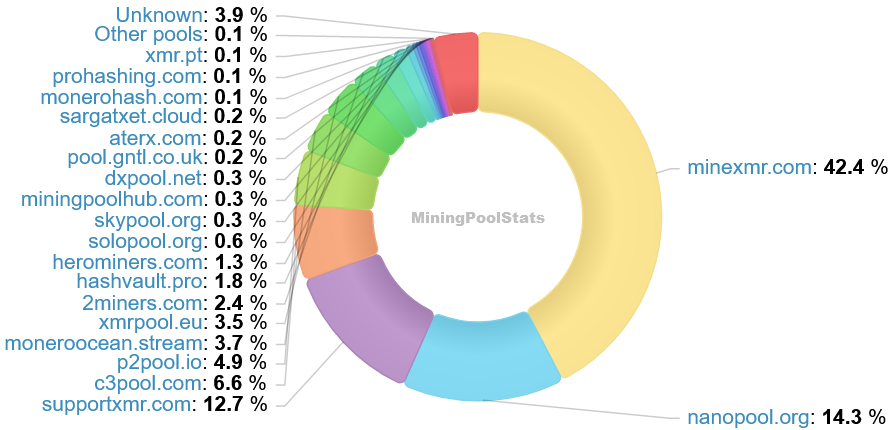 Unknown: 3.9 %
Other pools: 0.1 %
xmr.pt: 0.1 %
prohashing.com: 0.1 %
monerohash.com: 0.1 %
sargatxet.cloud: 0.2 %
aterx.com: 0.2 %
pool.gntl.co.uk: 0.2 %
dxpool.net: 0.3 %
miningpoolhub.com: 0.3 %
skypool.org: 0.3 %
solopool.org: 0.6 %
herominers.com: 1.3 %
hashvault.pro: 1.8 %
2miners.com: 2.4 %
xmrpool.eu: 3.5 %
moneroocean.stream: 3.7 %
p2pool.io: 4.9 %
c3pool.com: 6.6 %
supportxmr.com: 12.7 %
MiningPoolStats
minexmr.com: 42.4 %
nanopool.org: 14.3 %